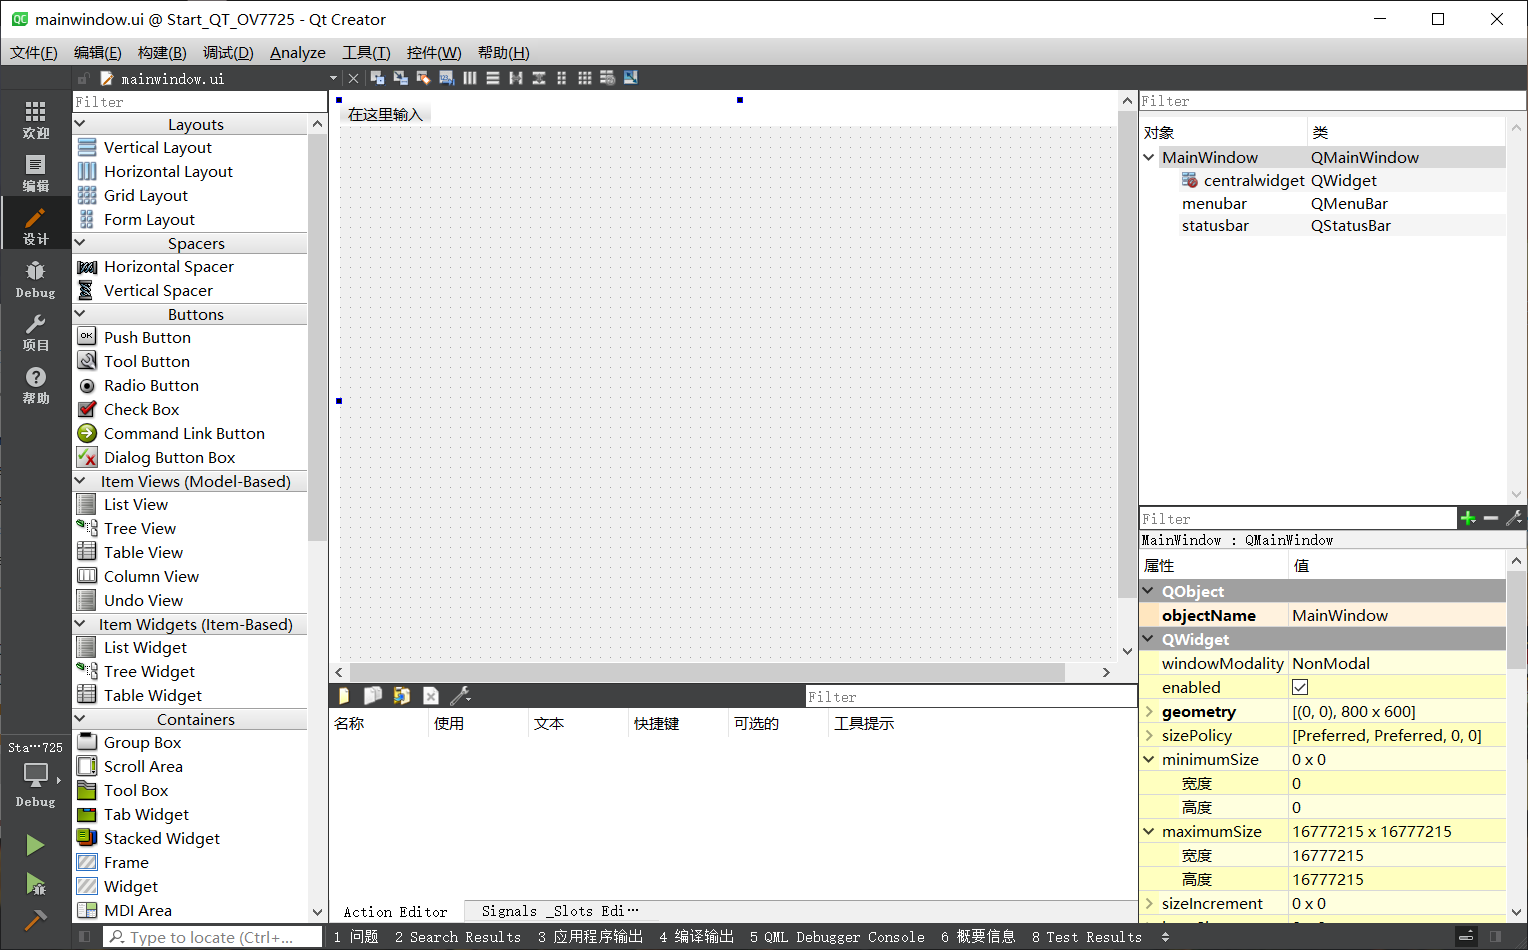 mainwindow.ui @ Start_QT_OV7725 - Qt Creator
文件(F) 编辑(E) 构建(B) 调试(D) Analyze 工具(T) 控件(W) 帮助(H)
mainwindow.ui
欢迎
编辑
设计
Debug
项目
帮助
Sta···725
Debug
Filter
Layouts
Vertical Layout
Horizontal Layout
Grid Layout
Form Layout
Spacers
Horizontal Spacer
Vertical Spacer
Buttons
Push Button
Tool Button
Radio Button
Check Box
Command Link Button
Dialog Button Box
Item Views (Model-Based)
List View
Tree View
Table View
Column View
Undo View
Item Widgets (Item-Based)
List Widget
Tree Widget
Table Widget
Containers
Group Box
Scroll Area
Tool Box
Tab Widget
Stacked Widget
Frame
Widget
MDI Area
在这里输入
Filter
名称 使用 文本 快捷键 可选的 工具提示
Action Editor Signals _Slots Edi···
Filter
对象 类
MainWindow QMainWindow
centralwidget QWidget
menubar QMenuBar
statusbar QStatusBar
Filter
MainWindow : QMainWindow
属性 值
QObject
objectName MainWindow
QWidget
windowModality NonModal
enabled
geometry [(0, 0), 800 x 600]
sizePolicy [Preferred, Preferred, 0, 0]
minimumSize 0 x 0
宽度 0
高度 0
maximumSize 16777215 x 16777215
宽度 16777215
高度 16777215
sizeIncrement 0 x 0
Type to locate (Ctrl+...
1 问题 2 Search Results 3 应用程序输出 4 编译输出 5 QML Debugger Console 6 概要信息 8 Test Results